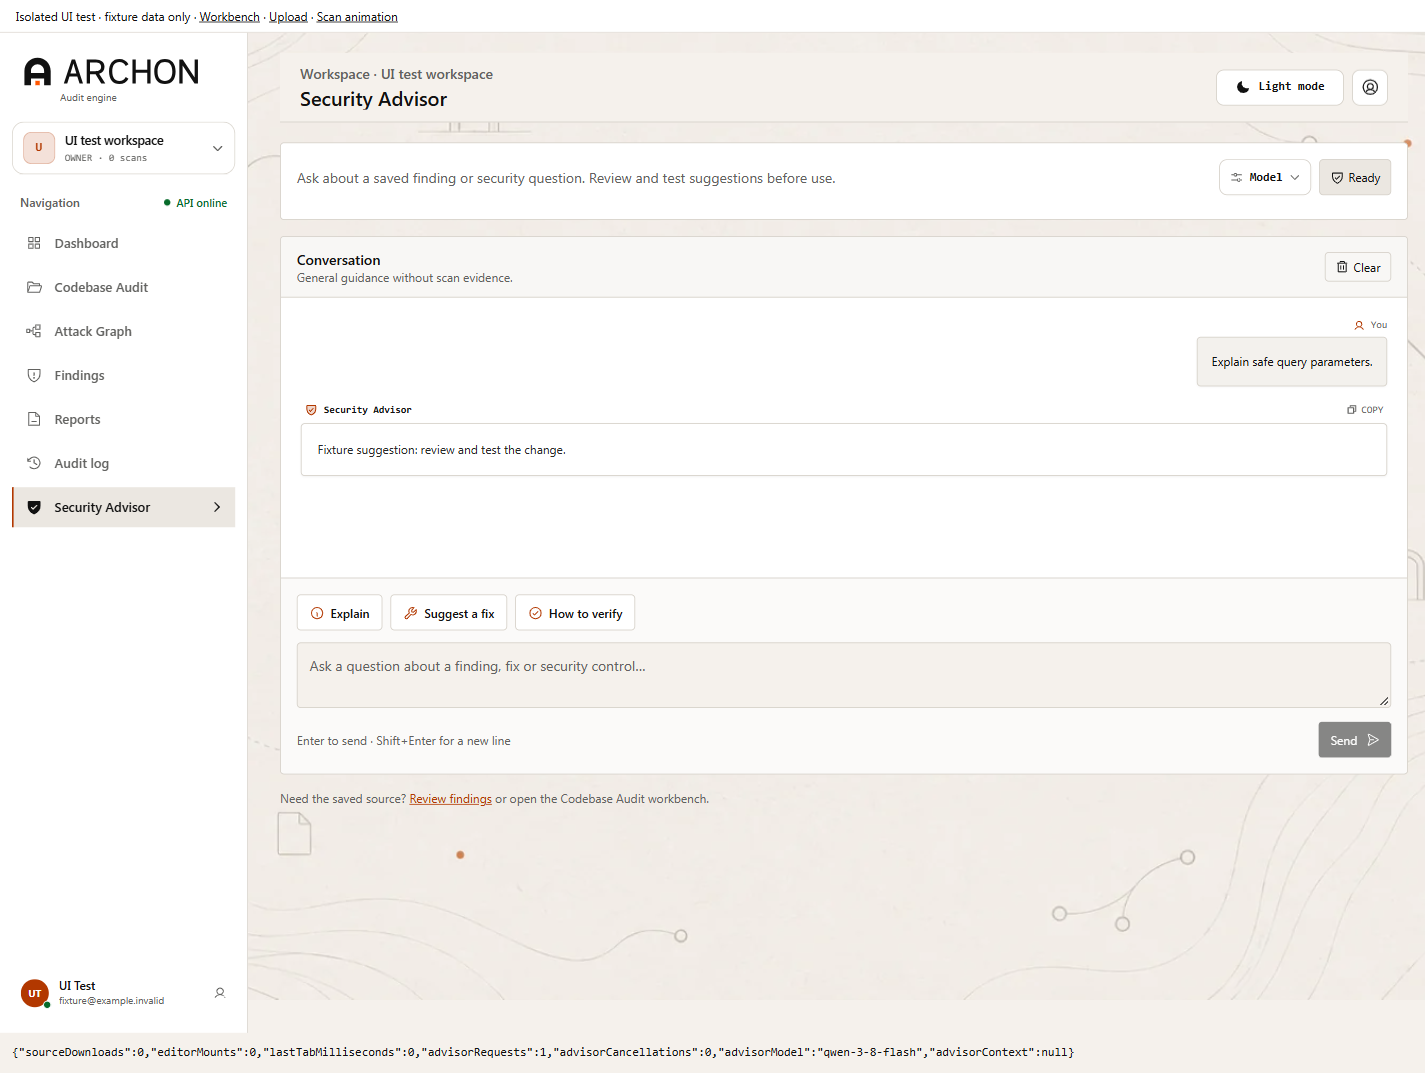 Isolated UI test · fixture data only · Workbench · Upload · Scan animation
ARCHON
Audit engine
U
UI test workspace
OWNER · 0 scans
Navigation
API online
Dashboard
Codebase Audit
Attack Graph
Findings
Reports
Audit log
Security Advisor
UT
UI Test
fixture@example.invalid
Workspace · UI test workspace
Security Advisor
Light mode
Ask about a saved finding or security question. Review and test suggestions before use.
Model
Ready
Conversation
General guidance without scan evidence.
Clear
You
Explain safe query parameters.
Security Advisor
COPY
Fixture suggestion: review and test the change.
Explain
Suggest a fix
How to verify
Ask a question about a finding, fix or security control...
Enter to send · Shift+Enter for a new line
Send
Need the saved source? Review findings or open the Codebase Audit workbench.
{"sourceDownloads":0,"editorMounts":0,"lastTabMilliseconds":0,"advisorRequests":1,"advisorCancellations":0,"advisorModel":"qwen-3-8-flash","advisorContext":null}